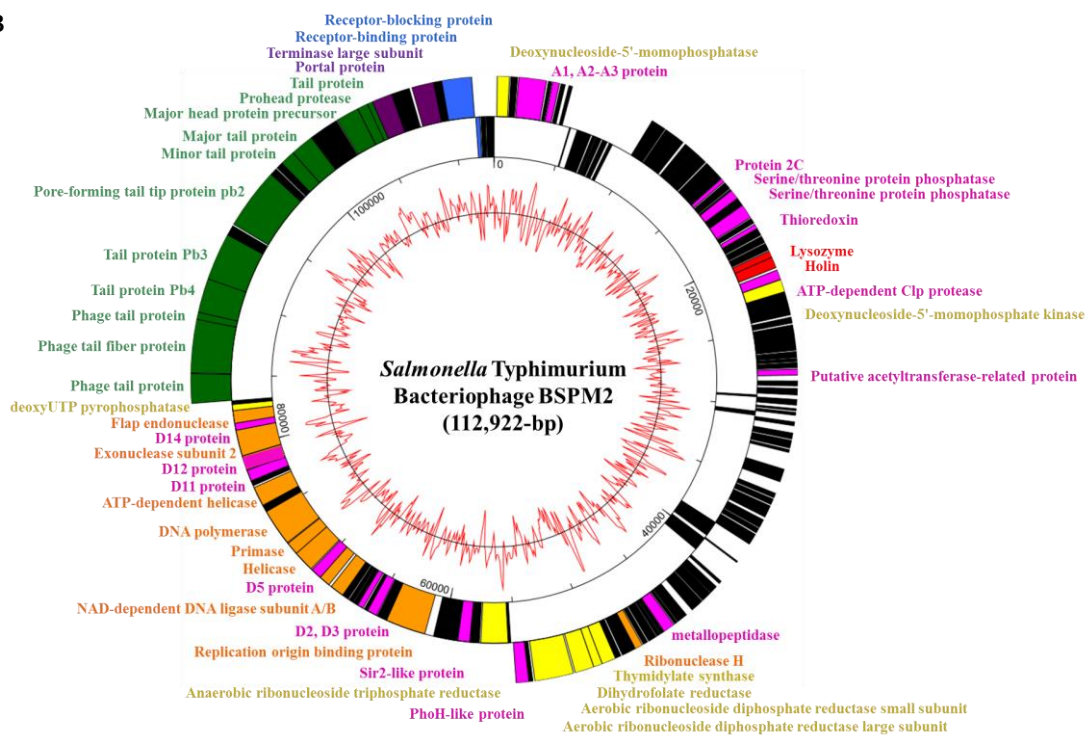 B
Receptor-blocking protein
Receptor-binding protein
Terminase large subunit
Portal protein
Tail protein
Prohead protease
Major head protein precursor
Major tail protein
Minor tail protein
Pore-forming tail tip protein pb2
Tail protein Pb3
Tail protein Pb4
Phage tail protein
Phage tail fiber protein
Phage tail protein
deoxyUTP pyrophosphatase
Flap endonuclease
D14 protein
Exonuclease subunit 2
D12 protein
D11 protein
ATP-dependent helicase
DNA polymerase
Primase
Helicase
D5 protein
NAD-dependent DNA ligase subunit A/B
D2, D3 protein
Replication origin binding protein
Sir2-like protein
Anaerobic ribonucleoside triphosphate reductase
PhoH-like protein
Deoxynucleoside-5'-momophosphatase
A1, A2-A3 protein
Protein 2C
Serine/threonine protein phosphatase
Serine/threonine protein phosphatase
Thioredoxin
Lysozyme
Holin
ATP-dependent Clp protease
Deoxynucleoside-5'-momophosphate kinase
Putative acetyltransferase-related protein
metallopeptidase
Ribonuclease H
Thymidylate synthase
Dihydrofolate reductase
Aerobic ribonucleoside diphosphate reductase small subunit
Aerobic ribonucleoside diphosphate reductase large subunit
0
20000
40000
60000
80000
100000
Salmonella Typhimurium
Bacteriophage BSPM2
(112,922-bp)